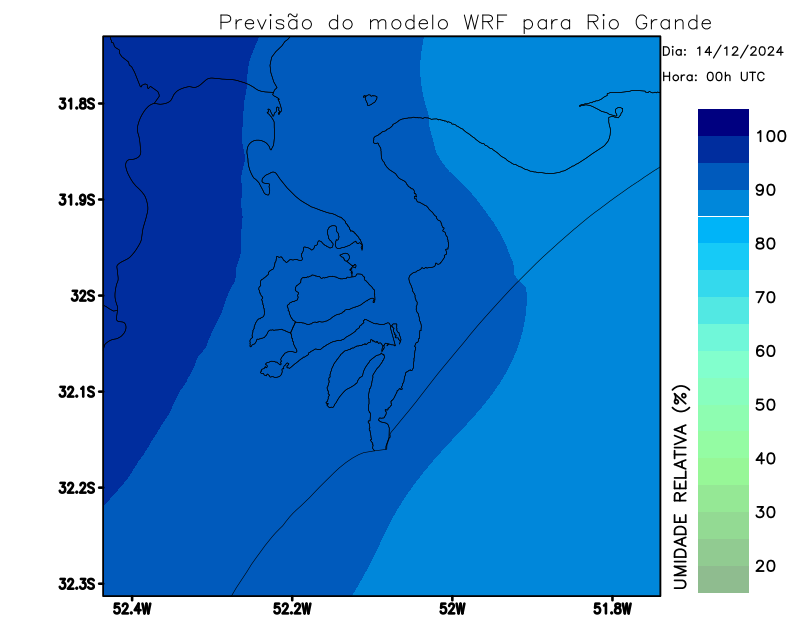 Previsão do modelo WRF para Rio Grande
Dia: 14/12/2024
Hora: 00h UTC
31.8S
31.9S
32S
32.1S
32.2S
32.3S
52.4W
52.2W
52W
51.8W
UMIDADE RELATIVA (%)
100
90
80
70
60
50
40
30
20